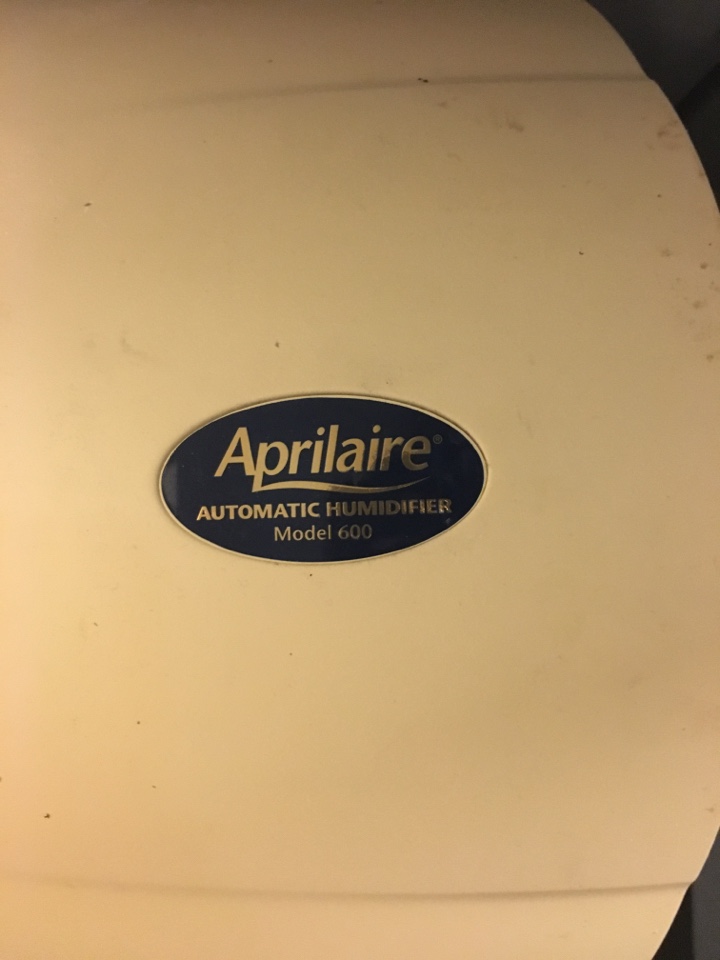 Aprilaire®
AUTOMATIC HUMIDIFIER
Model 600